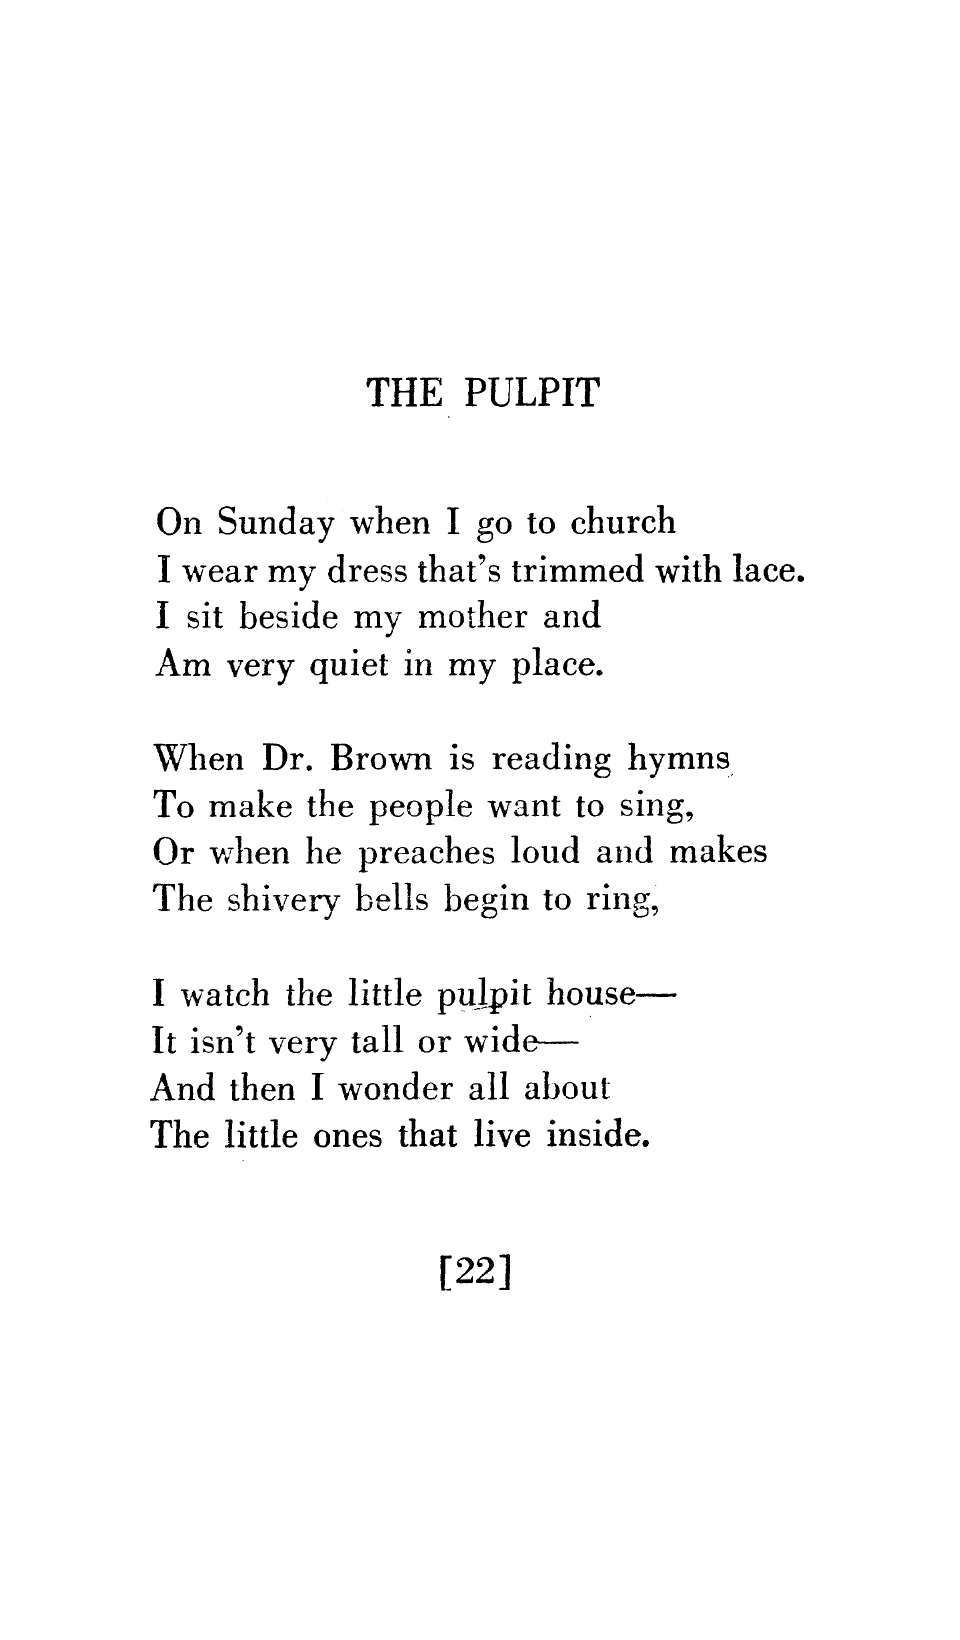 THE PULPIT
On Sunday when I go to church
I wear my dress that's trimmed with lace.
I sit beside my mother and
Am very quiet in my place.
When Dr. Brown is reading hymns
To make the people want to sing,
Or when he preaches loud and makes
The shivery bells begin to ring,
I watch the little pulpit house—
It isn't very tall or wide—
And then I wonder all about
The little ones that live inside.
[22]